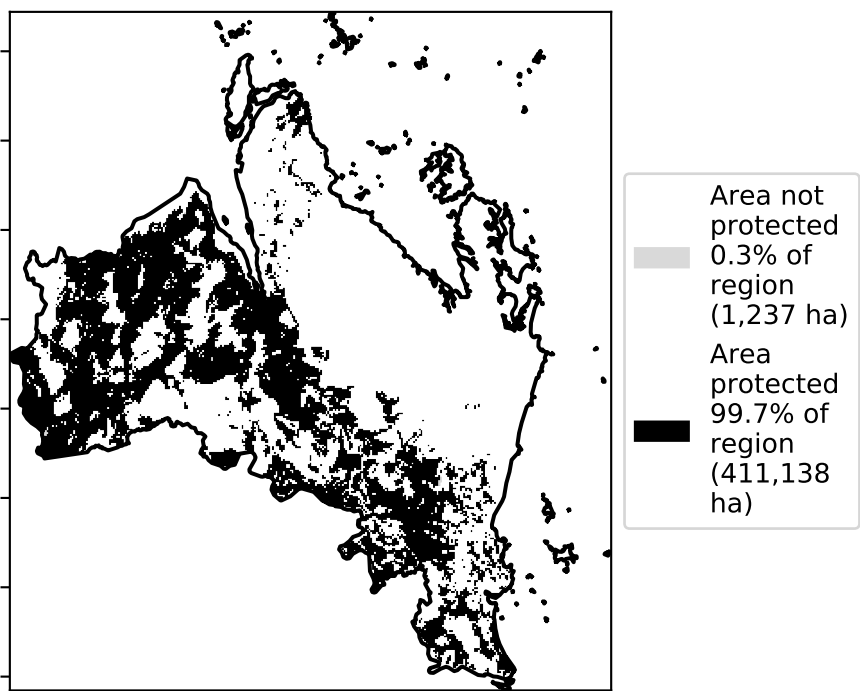 Area not
protected
0.3% of
region
(1,237 ha)
Area
protected
99.7% of
region
(411,138
ha)